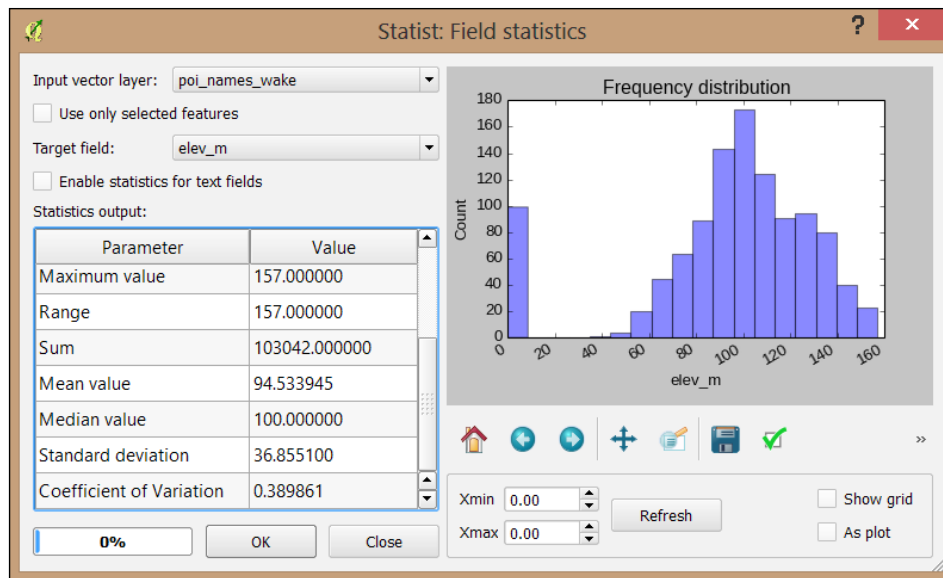 Statist: Field statistics
?
x
Input vector layer: poi_names_wake
Use only selected features
Target field: elev_m
Enable statistics for text fields
Statistics output:
Parameter Value
Maximum value 157.000000
Range 157.000000
Sum 103042.000000
Mean value 94.533945
Median value 100.000000
Standard deviation 36.855100
Coefficient of Variation 0.389861
0%
OK
Close
Frequency distribution
180
160
140
120
100
80
60
40
20
0
Count
0 20 40 60 80 100 120 140 160
elev_m
»
Xmin 0.00
Xmax 0.00
Refresh
Show grid
As plot